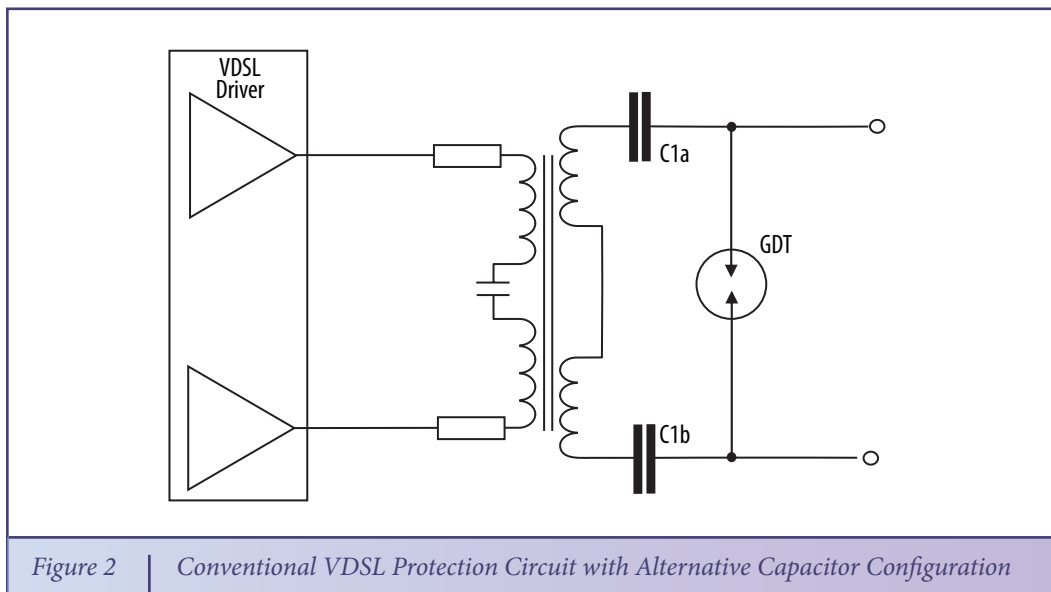 VDSL
Driver
C1a
GDT
C1b
Figure 2 | Conventional VDSL Protection Circuit with Alternative Capacitor Configuration